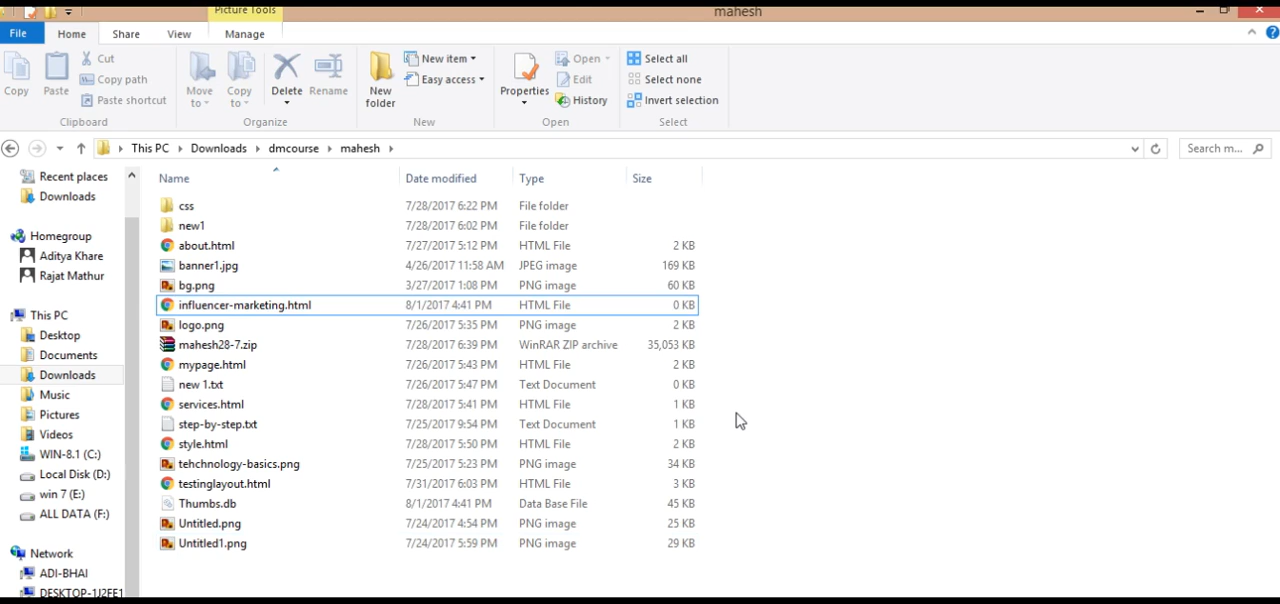 Picture Tools
mahesh
File Home Share View Manage
Copy
Paste
Cut
Copy path
Paste shortcut
Clipboard
Move to
Copy to
Delete
Rename
Organize
New folder
New item
Easy access
New
Properties
Open
Edit
History
Open
Select all
Select none
Invert selection
Select
This PC Downloads dmcourse mahesh
Search m...
Recent places
Downloads
Homegroup
Aditya Khare
Rajat Mathur
This PC
Desktop
Documents
Downloads
Music
Pictures
Videos
WIN-8.1 (C:)
Local Disk (D:)
win 7 (E:)
ALL DATA (F:)
Network
ADI-BHAI
DESKTOP-1J2FE1
Name Date modified Type Size
css 7/28/2017 6:22 PM File folder
new1 7/28/2017 6:02 PM File folder
about.html 7/27/2017 5:12 PM HTML File 2 KB
banner1.jpg 4/26/2017 11:58 AM JPEG image 169 KB
bg.png 3/27/2017 1:08 PM PNG image 60 KB
influencer-marketing.html 8/1/2017 4:41 PM HTML File 0 KB
logo.png 7/26/2017 5:35 PM PNG image 2 KB
mahesh28-7.zip 7/28/2017 6:39 PM WinRAR ZIP archive 35,053 KB
mypage.html 7/26/2017 5:43 PM HTML File 2 KB
new 1.txt 7/26/2017 5:47 PM Text Document 0 KB
services.html 7/28/2017 5:41 PM HTML File 1 KB
step-by-step.txt 7/25/2017 9:54 PM Text Document 1 KB
style.html 7/28/2017 5:50 PM HTML File 2 KB
tehchnology-basics.png 7/25/2017 5:23 PM PNG image 34 KB
testinglayout.html 7/31/2017 6:03 PM HTML File 3 KB
Thumbs.db 8/1/2017 4:41 PM Data Base File 45 KB
Untitled.png 7/24/2017 4:54 PM PNG image 25 KB
Untitled1.png 7/24/2017 5:59 PM PNG image 29 KB